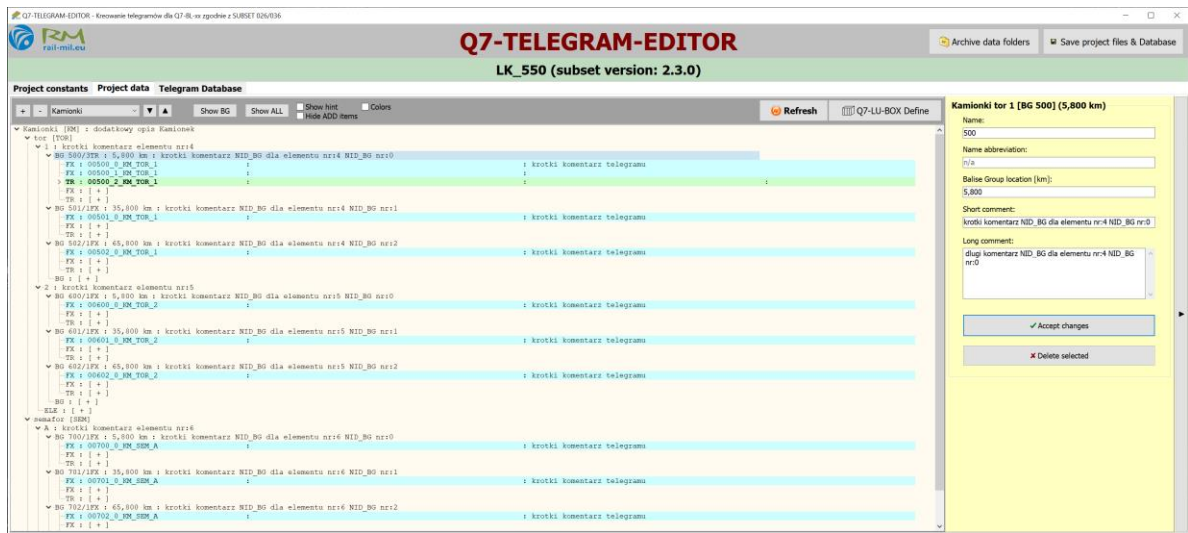 Q7-TELEGRAM-EDITOR - Kreowanie telegramów dla Q7-BL-xx zgodnie z SUBSET 026/036
RM
rail-mil.eu
Q7-TELEGRAM-EDITOR
Archive data folders
Save project files & Database
LK_550 (subset version: 2.3.0)
Project constants Project data Telegram Database
+ - Kamionki ▼ ▲ Show BG Show ALL Show hint Colors
Hide ADD items
Refresh
Q7-LU-BOX Define
Kamionki [KM] : dodatkowy opis Kamionek
tor [TOR]
1 : krotki komentarz elementu nr:4
BG 500/3TR : 5,800 km : krotki komentarz NID_BG dla elementu nr:4 NID_BG nr:0
FX : 00500_0_KM_TOR_1 : : krotki komentarz telegramu
FX : 00500_1_KM_TOR_1 : :
TR : 00500_2_KM_TOR_1 : : :
FX : [ + ]
TR : [ + ]
BG 501/1FX : 35,800 km : krotki komentarz NID_BG dla elementu nr:4 NID_BG nr:1
FX : 00501_0_KM_TOR_1 : : krotki komentarz telegramu
FX : [ + ]
TR : [ + ]
BG 502/1FX : 65,800 km : krotki komentarz NID_BG dla elementu nr:4 NID_BG nr:2
FX : 00502_0_KM_TOR_1 : : krotki komentarz telegramu
FX : [ + ]
TR : [ + ]
BG : [ + ]
2 : krotki komentarz elementu nr:5
BG 600/1FX : 5,800 km : krotki komentarz NID_BG dla elementu nr:5 NID_BG nr:0
FX : 00600_0_KM_TOR_2 : : krotki komentarz telegramu
FX : [ + ]
TR : [ + ]
BG 601/1FX : 35,800 km : krotki komentarz NID_BG dla elementu nr:5 NID_BG nr:1
FX : 00601_0_KM_TOR_2 : : krotki komentarz telegramu
FX : [ + ]
TR : [ + ]
BG 602/1FX : 65,800 km : krotki komentarz NID_BG dla elementu nr:5 NID_BG nr:2
FX : 00602_0_KM_TOR_2 : : krotki komentarz telegramu
FX : [ + ]
TR : [ + ]
BG : [ + ]
ELE : [ + ]
semafor [SEM]
A : krotki komentarz elementu nr:6
BG 700/1FX : 5,800 km : krotki komentarz NID_BG dla elementu nr:6 NID_BG nr:0
FX : 00700_0_KM_SEM_A : : krotki komentarz telegramu
FX : [ + ]
TR : [ + ]
BG 701/1FX : 35,800 km : krotki komentarz NID_BG dla elementu nr:6 NID_BG nr:1
FX : 00701_0_KM_SEM_A : : krotki komentarz telegramu
FX : [ + ]
TR : [ + ]
BG 702/1FX : 65,800 km : krotki komentarz NID_BG dla elementu nr:6 NID_BG nr:2
FX : 00702_0_KM_SEM_A : : krotki komentarz telegramu
FX : [ + ]
Kamionki tor 1 [BG 500] (5,800 km)
Name:
500
Name abbreviation:
n/a
Balise Group location [km]:
5,800
Short comment:
krotki komentarz NID_BG dla elementu nr:4 NID_BG nr:0
Long comment:
dlugi komentarz NID_BG dla elementu nr:4 NID_BG
nr:0
Accept changes
Delete selected